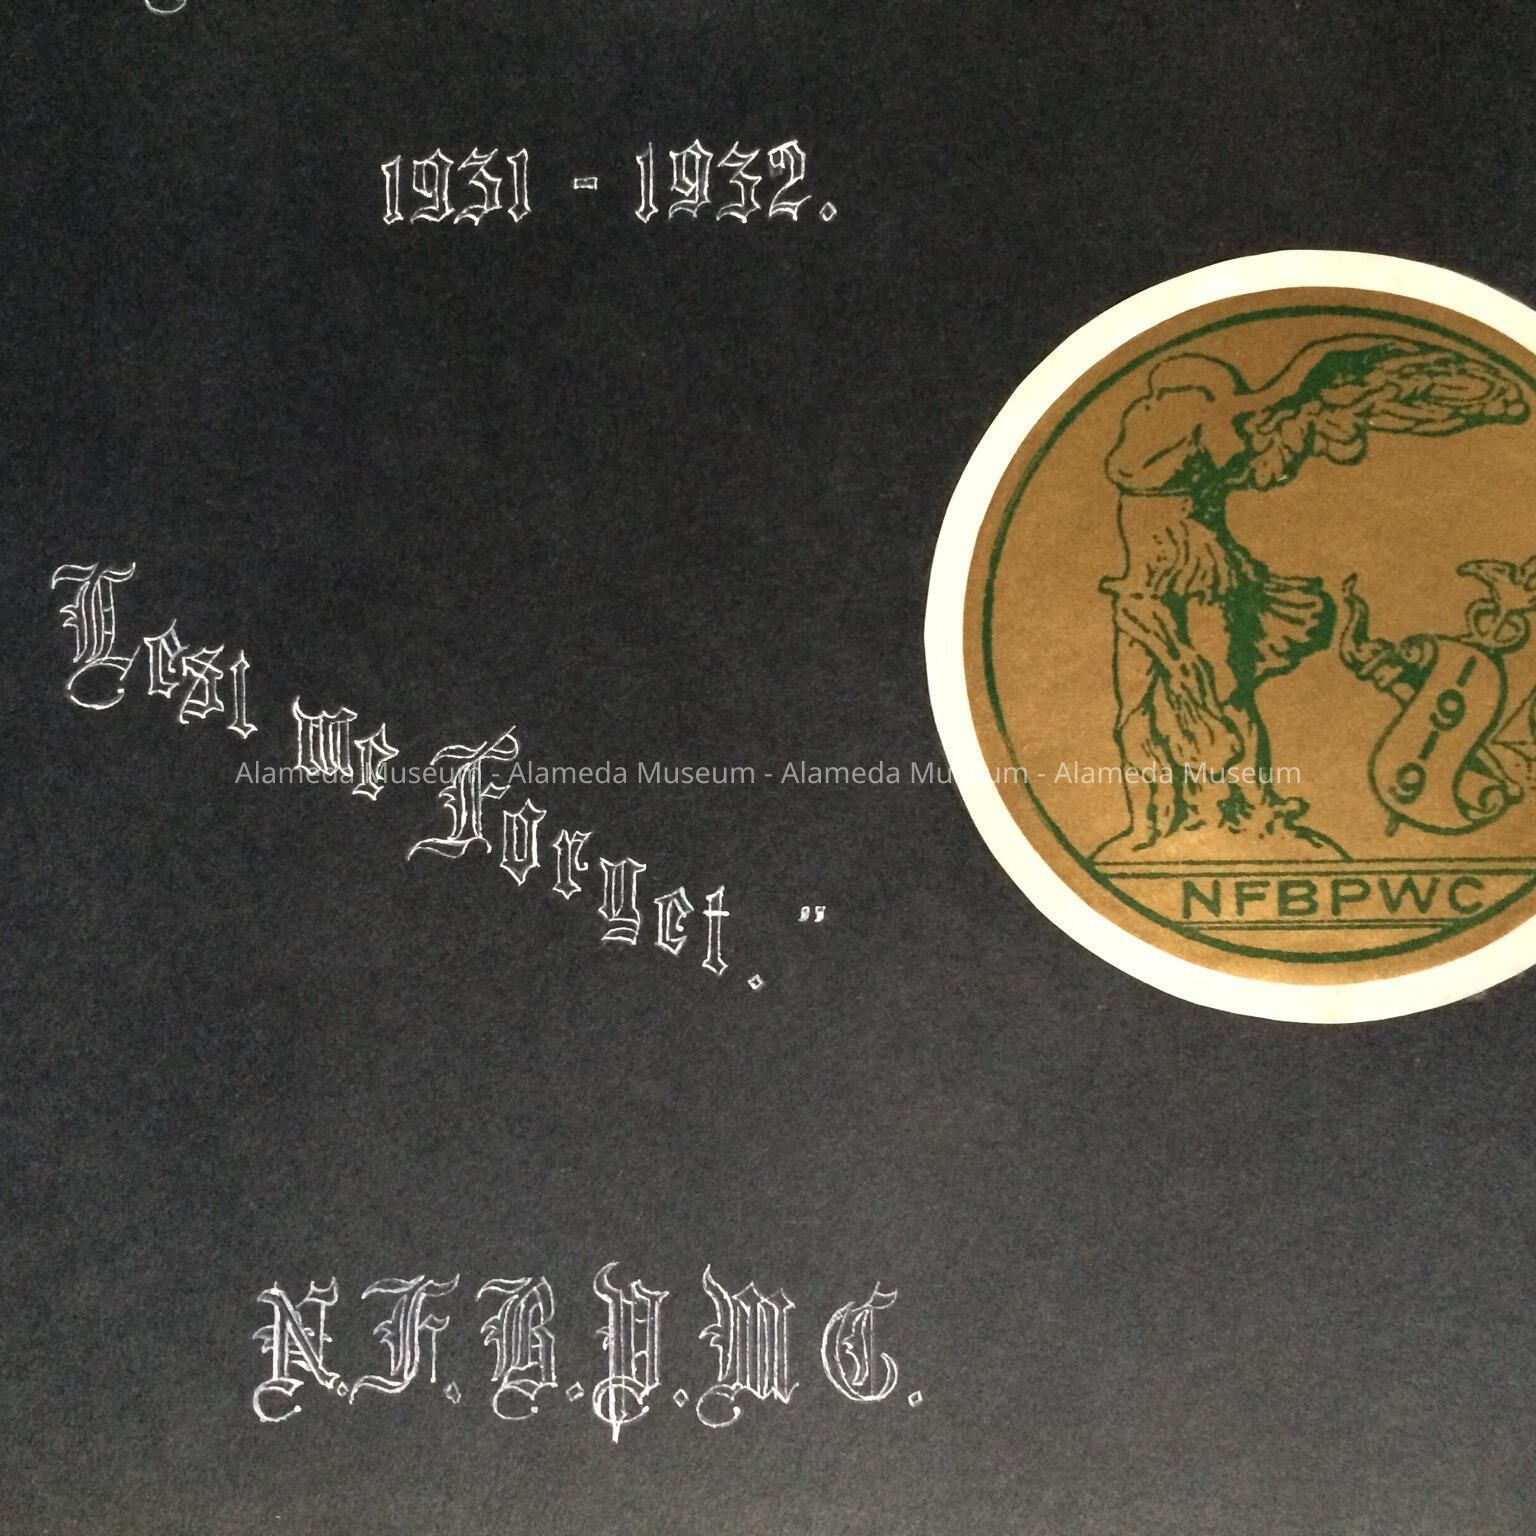 1931 - 1932.
Lest we Forget."
1919
NFBPWC
N.F.B.P.W C.
Alameda Museum - Alameda Museum - Alameda Museum - Alameda Museum